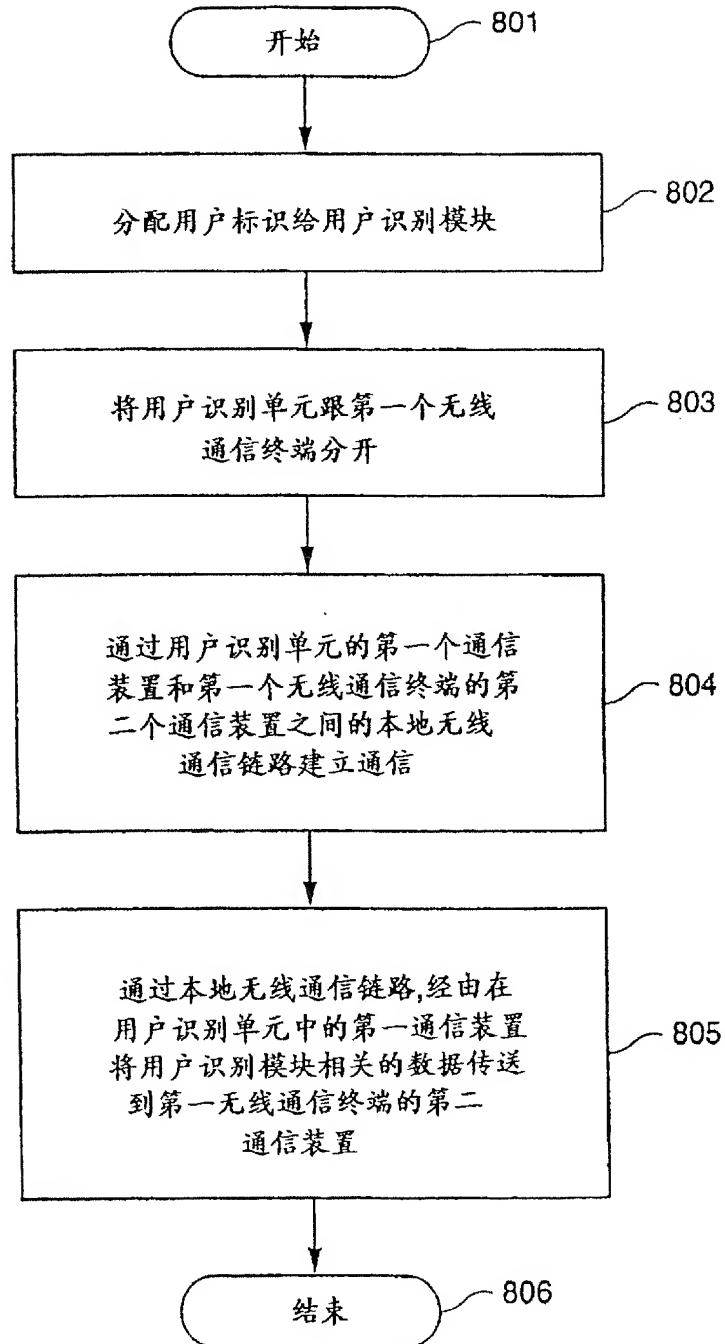 开始
801
分配用户标识给用户识别模块
802
将用户识别单元跟第一个无线
通信终端分开
803
通过用户识别单元的第一个通信
装置和第一个无线通信终端的第
二个通信装置之间的本地无线
通信链路建立通信
804
通过本地无线通信链路,经由在
用户识别单元中的第一通信装置
将用户识别模块相关的数据传送
到第一无线通信终端的第二
通信装置
805
结束
806